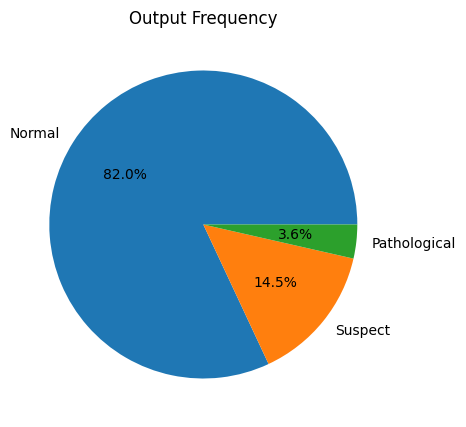 Output Frequency
Normal
82.0%
3.6%
Pathological
14.5%
Suspect